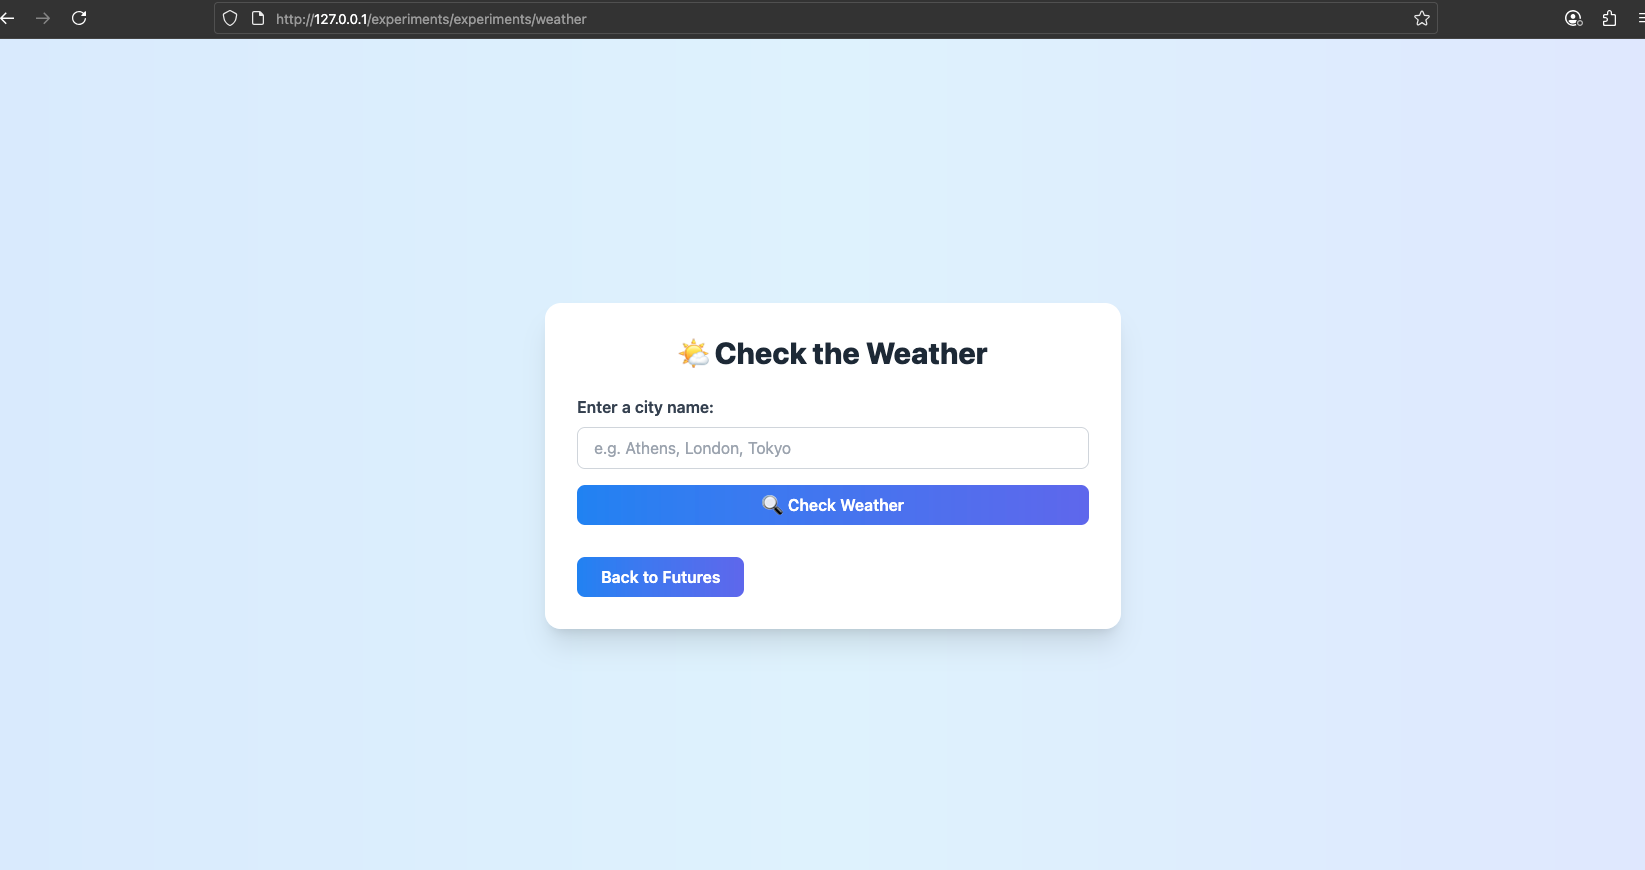 http://127.0.0.1/experiments/experiments/weather
Check the Weather
Enter a city name:
e.g. Athens, London, Tokyo
Check Weather
Back to Futures